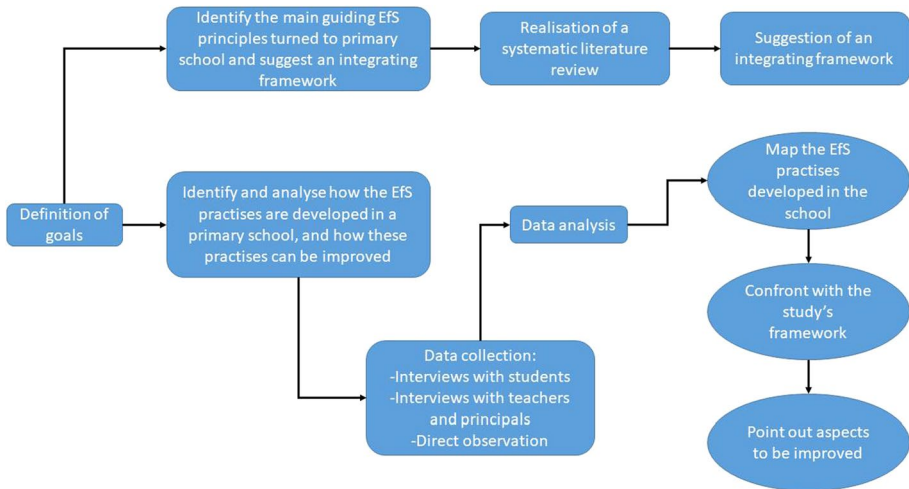 Identify the main guiding EfS
principles turned to primary
school and suggest an integrating
framework
Realisation of a
systematic literature
review
Suggestion of an
integrating framework
Definition of
goals
Identify and analyse how the EfS
practises are developed in a
primary school, and how these
practises can be improved
Data collection:
-Interviews with students
-Interviews with teachers
and principals
-Direct observation
Data analysis
Map the EfS
practises
developed in the
school
Confront with the
study's
framework
Point out aspects
to be improved